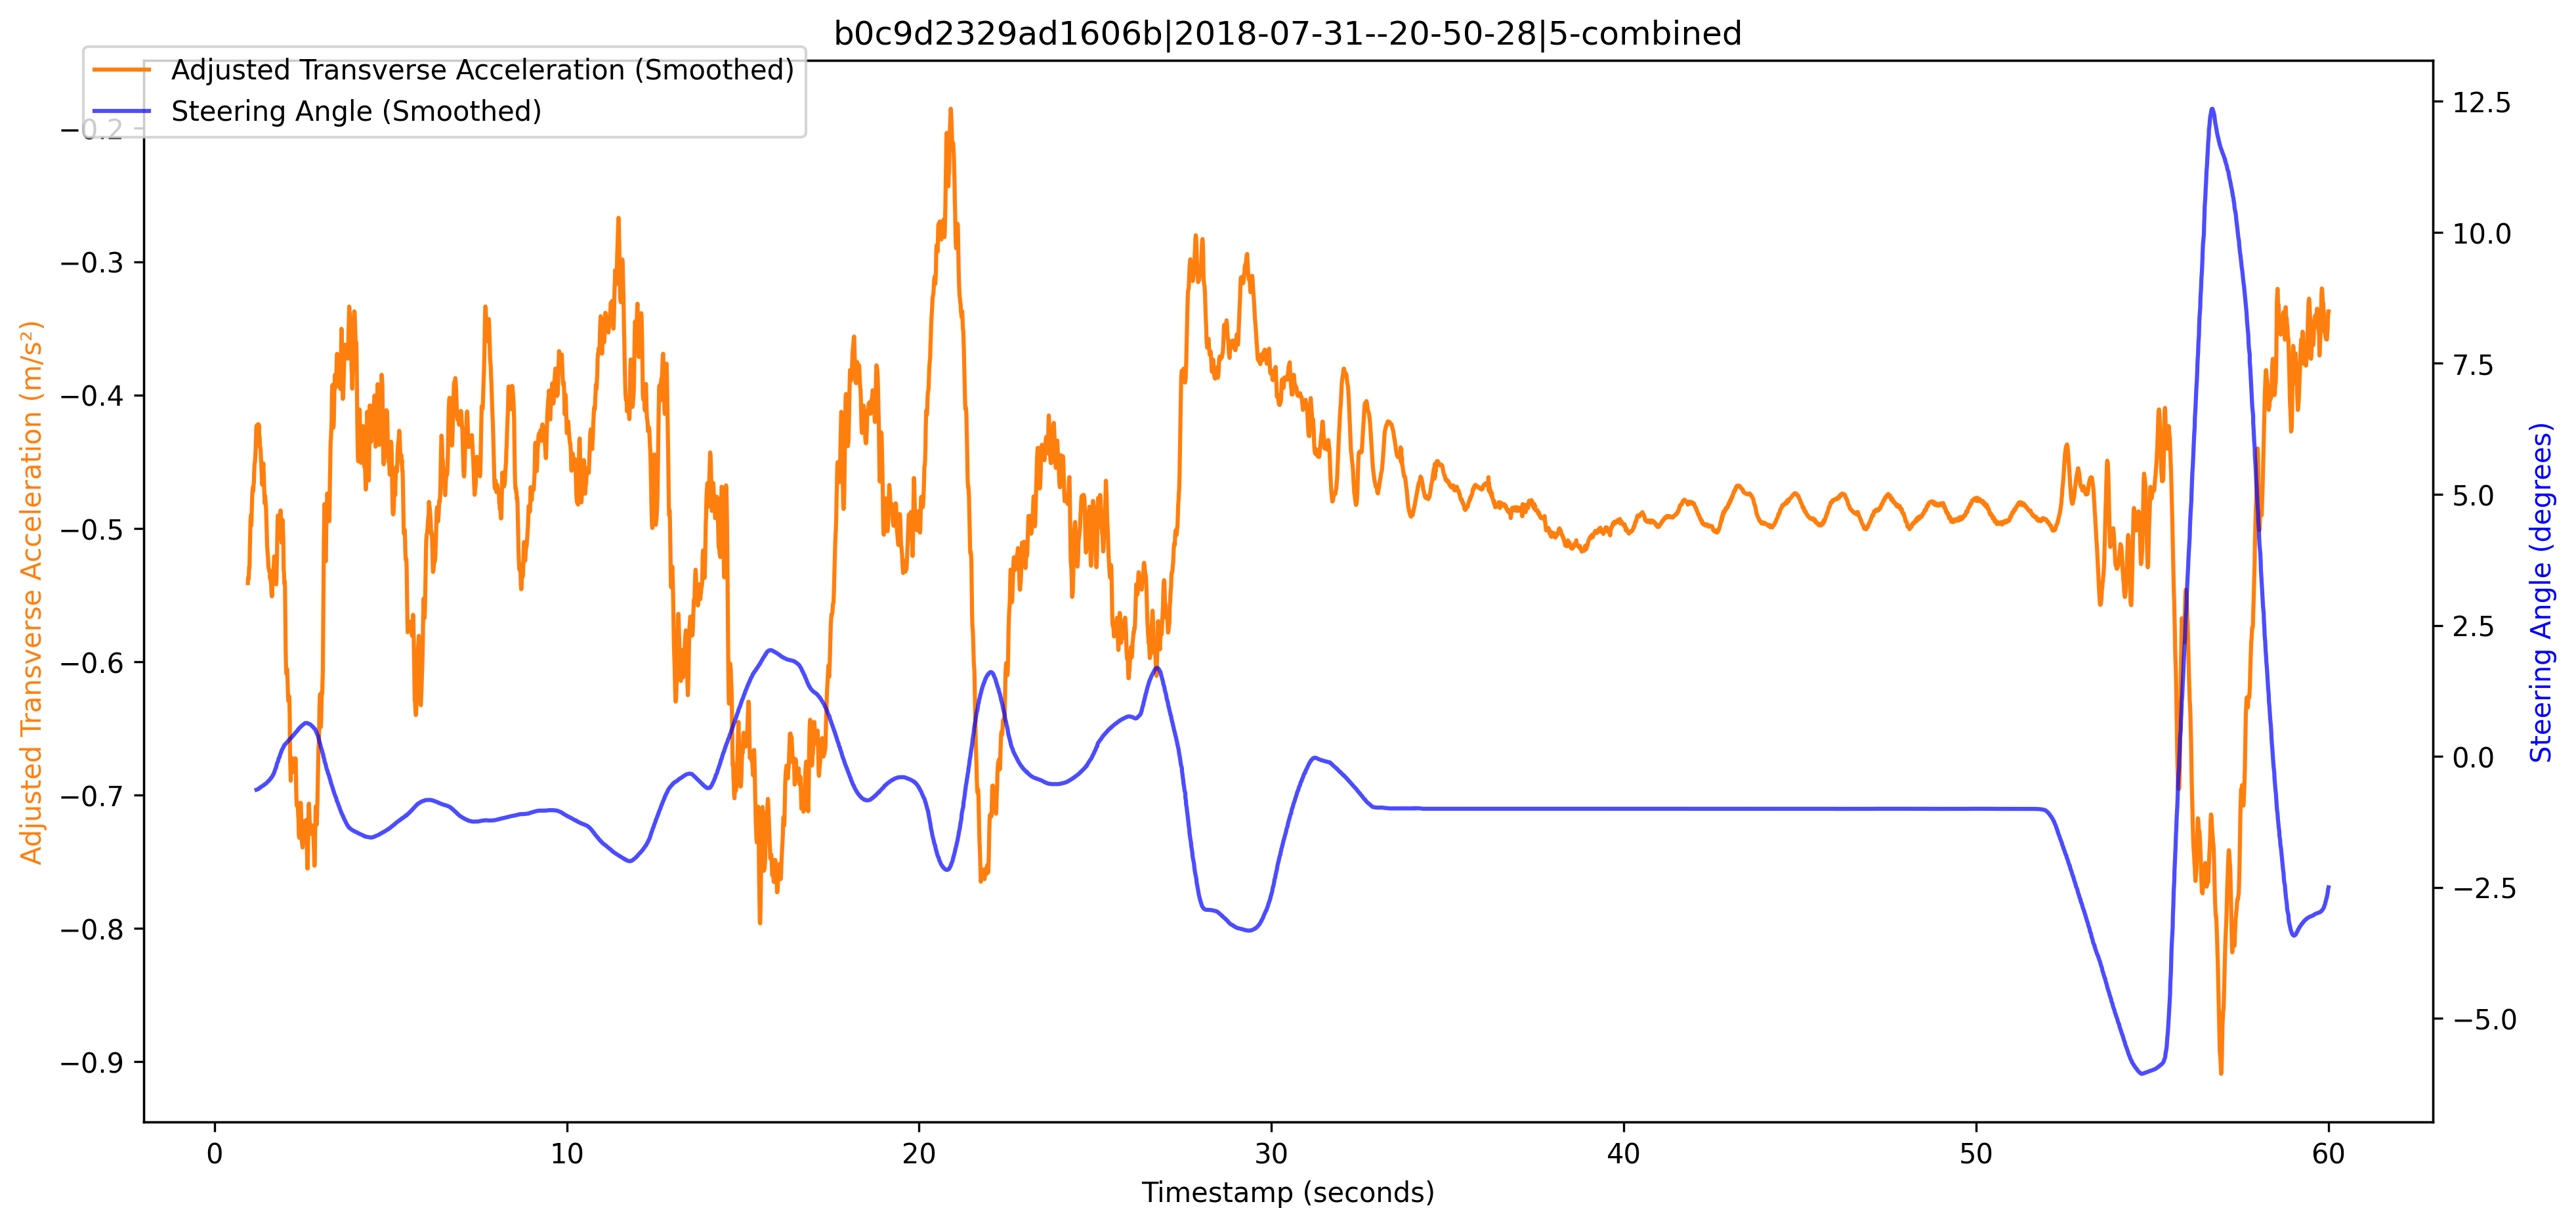 b0c9d2329ad1606b|2018-07-31--20-50-28|5-combined
Adjusted Transverse Acceleration (Smoothed)
Steering Angle (Smoothed)
Adjusted Transverse Acceleration (m/s²)
−0.2
−0.3
−0.4
−0.5
−0.6
−0.7
−0.8
−0.9
12.5
10.0
7.5
5.0
2.5
0.0
−2.5
−5.0
Steering Angle (degrees)
0 10 20 30 40 50 60
Timestamp (seconds)